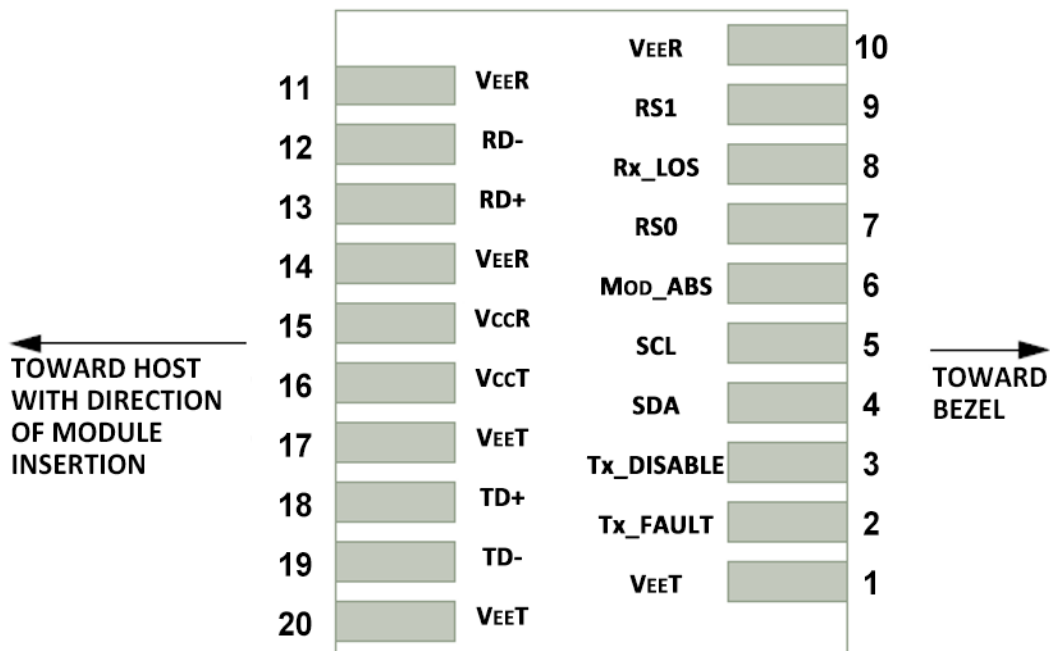 VEER 10
11 VEER
RS1 9
12 RD-
Rx_LOS 8
13 RD+
RS0 7
14 VEER
MOD_ABS 6
15 VCCR
SCL 5
16 VCCT
SDA 4
17 VEET
Tx_DISABLE 3
18 TD+
Tx_FAULT 2
19 TD-
VEET 1
20 VEET
TOWARD HOST
WITH DIRECTION
OF MODULE
INSERTION
TOWARD
BEZEL